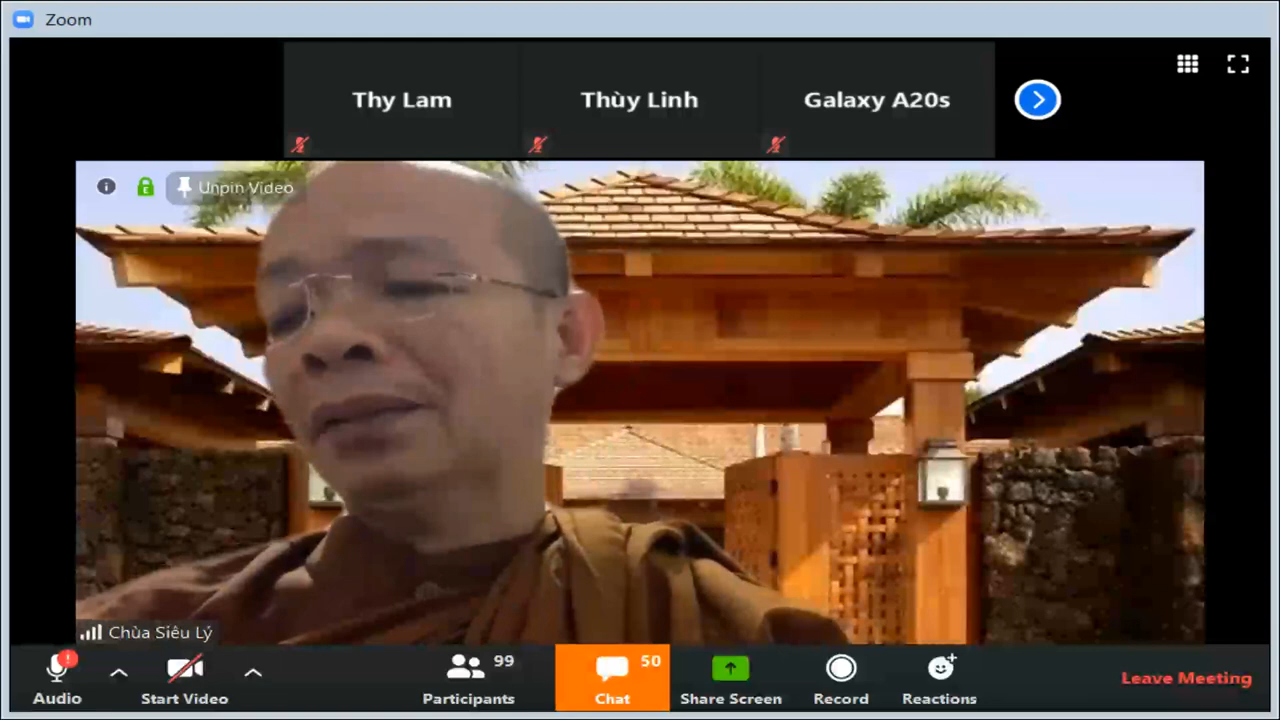 Zoom
Thy Lam
Thùy Linh
Galaxy A20s
Unpin Video
Chùa Siêu Lý
99
50
Audio
Start Video
Participants
Chat
Share Screen
Record
Reactions
Leave Meeting